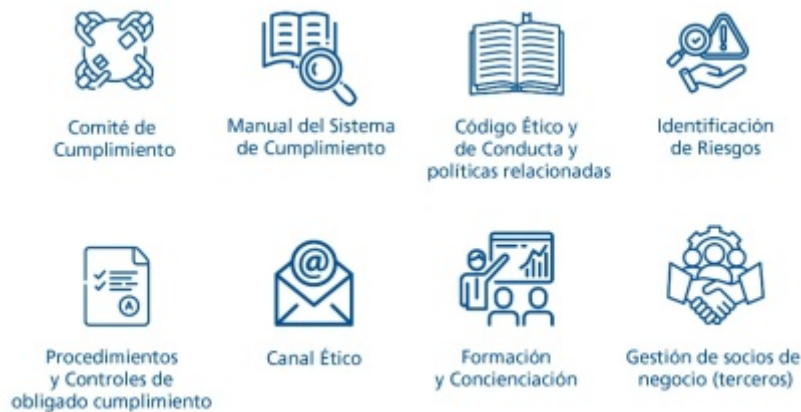 Comité de
Cumplimiento
Manual del Sistema
de Cumplimiento
Código Ético y
de Conducta y
políticas relacionadas
Identificación
de Riesgos
Procedimientos
y Controles de
obligado cumplimiento
@
Canal Ético
Formación
y Concienciación
Gestión de socios de
negocio (terceros)
A